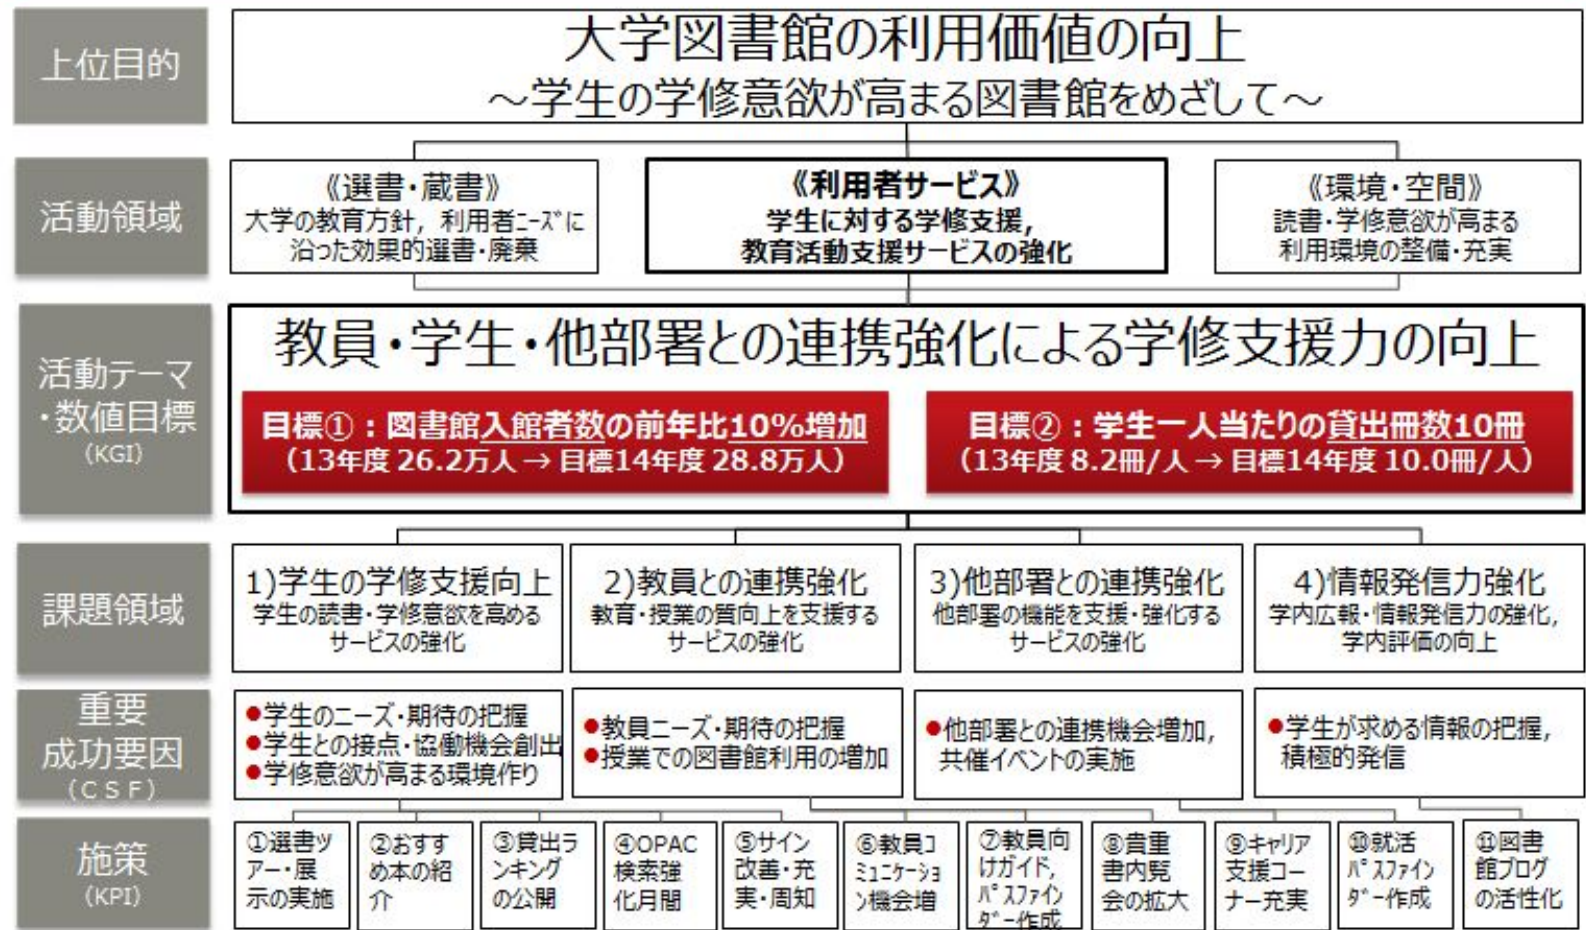 上位目的
大学図書館の利用価値の向上
～学生の学修意欲が高まる図書館をめざして～
活動領域
《選書・蔵書》
大学の教育方針，利用者ﾆｰｽﾞに
沿った効果的選書・廃棄
《利用者サービス》
学生に対する学修支援，
教育活動支援サービスの強化
《環境・空間》
読書・学修意欲が高まる
利用環境の整備・充実
活動テーマ
・数値目標
(KGI)
教員・学生・他部署との連携強化による学修支援力の向上
目標①：図書館入館者数の前年比10%増加
（13年度 26.2万人 → 目標14年度 28.8万人）
目標②：学生一人当たりの貸出冊数10冊
（13年度 8.2冊/人 → 目標14年度 10.0冊/人）
課題領域
1)学生の学修支援向上
学生の読書・学修意欲を高める
サービスの強化
2)教員との連携強化
教育・授業の質向上を支援する
サービスの強化
3)他部署との連携強化
他部署の機能を支援・強化する
サービスの強化
4)情報発信力強化
学内広報・情報発信力の強化，
学内評価の向上
重要
成功要因
(ＣＳＦ)
●学生のニーズ・期待の把握
●学生との接点・協働機会創出
●学修意欲が高まる環境作り
●教員ニーズ・期待の把握
●授業での図書館利用の増加
●他部署との連携機会増加，
共催イベントの実施
●学生が求める情報の把握，
積極的発信
施策
(KPI)
①選書ツ
アー・展
示の実施
②おすす
め本の紹
介
③貸出ラ
ンキング
の公開
④OPAC
検索強
化月間
⑤サイン
改善・充
実・周知
⑥教員ｺ
ﾐｭﾆｹｰｼｮ
ﾝ機会増
⑦教員向
けガイド，
ﾊﾟｽﾌｧｲﾝ
ﾀﾞｰ作成
⑧貴重
書内覧
会の拡大
⑨ｷｬﾘｱ
支援コー
ナー充実
⑩就活
ﾊﾟｽﾌｧｲﾝ
ﾀﾞｰ作成
⑪図書
館ブログ
の活性化